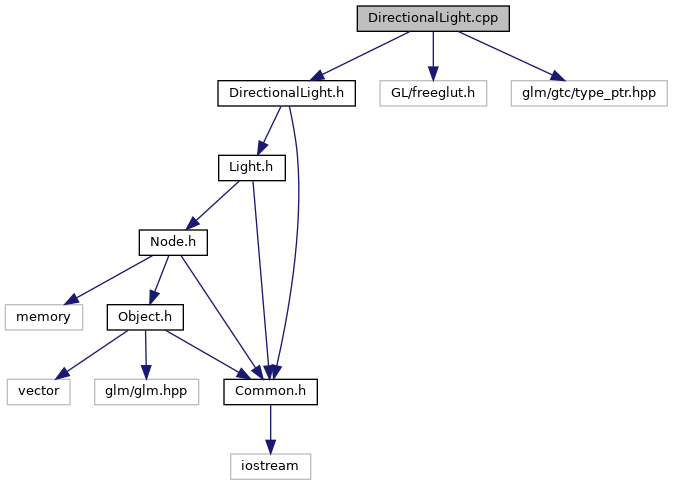 DirectionalLight.cpp
DirectionalLight.h
GL/freeglut.h
glm/gtc/type_ptr.hpp
Light.h
Node.h
memory
Object.h
vector
glm/glm.hpp
Common.h
iostream